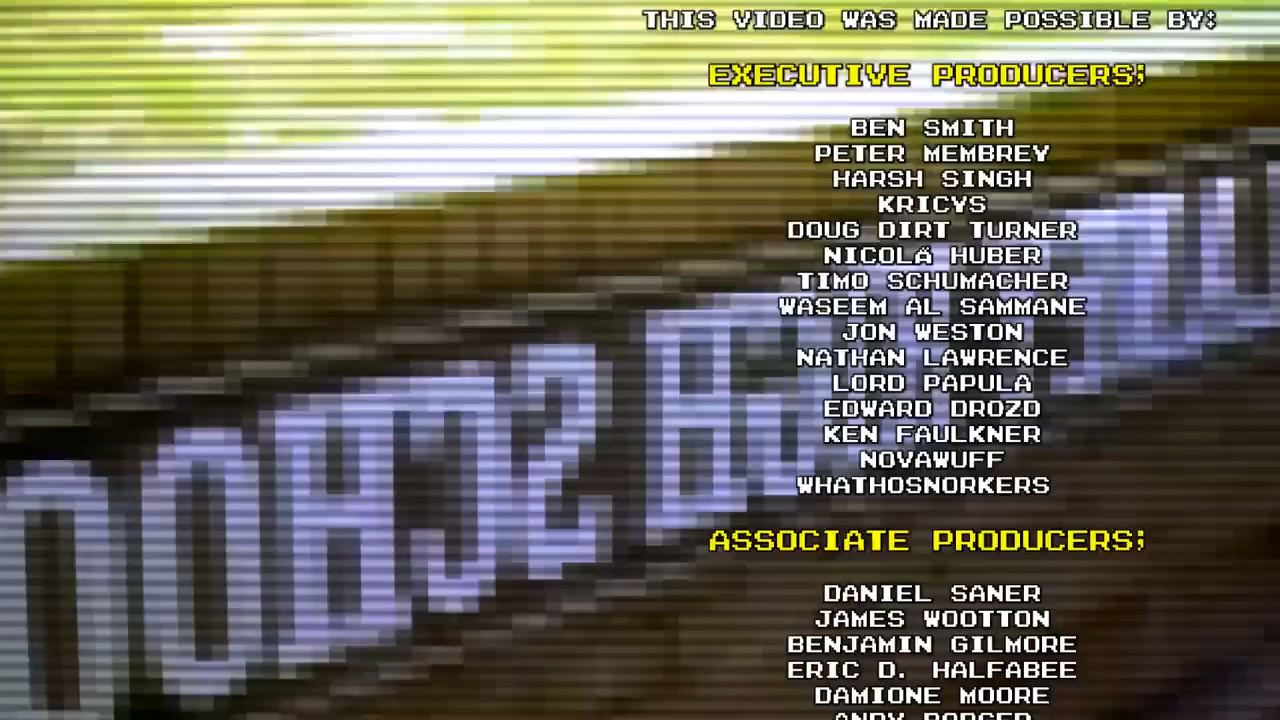 THIS VIDEO WAS MADE POSSIBLE BY:
EXECUTIVE PRODUCERS;
BEN SMITH
PETER MEMBREY
HARSH SINGH
KRICYS
DOUG DIRT TURNER
NICOLÄ HUBER
TIMO SCHUMACHER
WASEEM AL SAMMANE
JON WESTON
NATHAN LAWRENCE
LORD PAPULA
EDWARD DROZD
KEN FAULKNER
NOVAWUFF
WHATHOSNORKERS
ASSOCIATE PRODUCERS;
DANIEL SANER
JAMES WOOTTON
BENJAMIN GILMORE
ERIC D. HALFABEE
DAMIONE MOORE